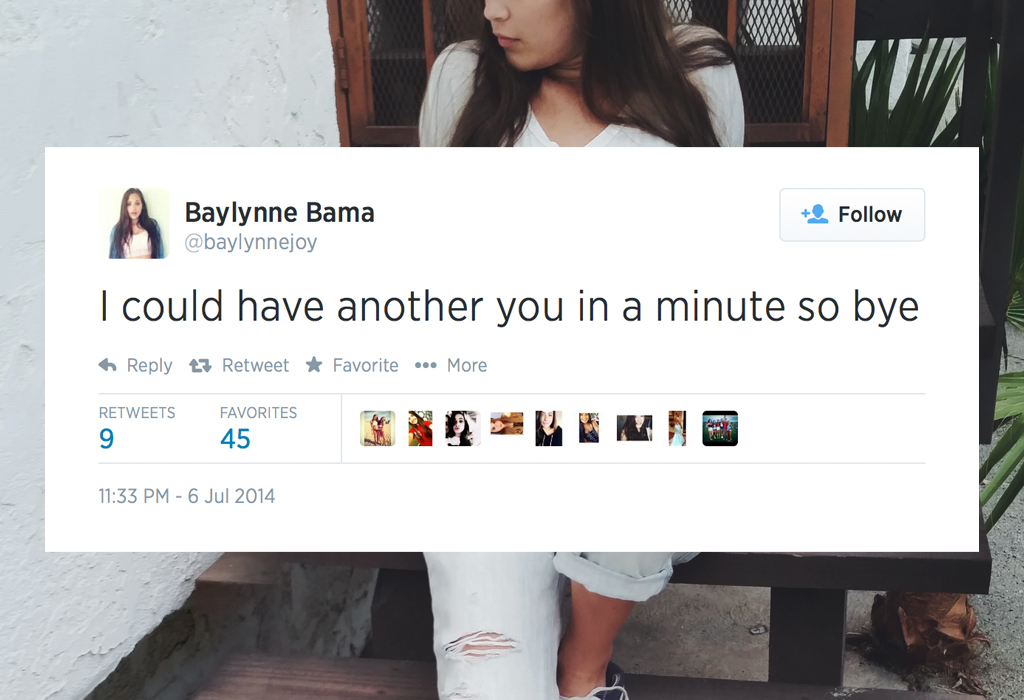 Baylynne Bama
@baylynnejoy
Follow
I could have another you in a minute so bye
Reply Retweet Favorite ••• More
RETWEETS FAVORITES
9 45
11:33 PM - 6 Jul 2014